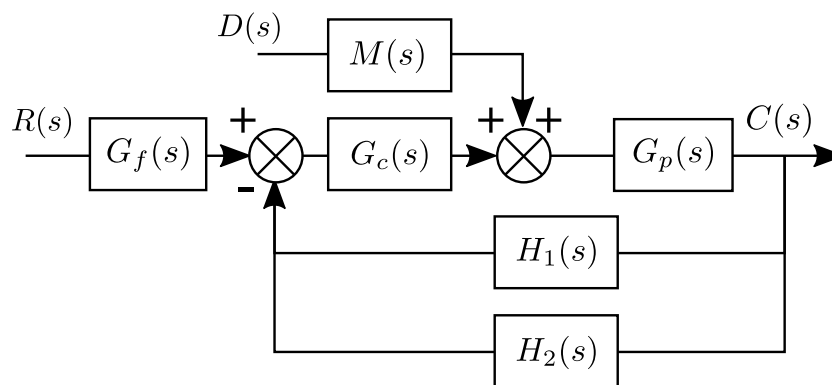 D(s)
M(s)
R(s)
G_f(s)
+
-
G_c(s)
+ +
G_p(s)
C(s)
H_1(s)
H_2(s)